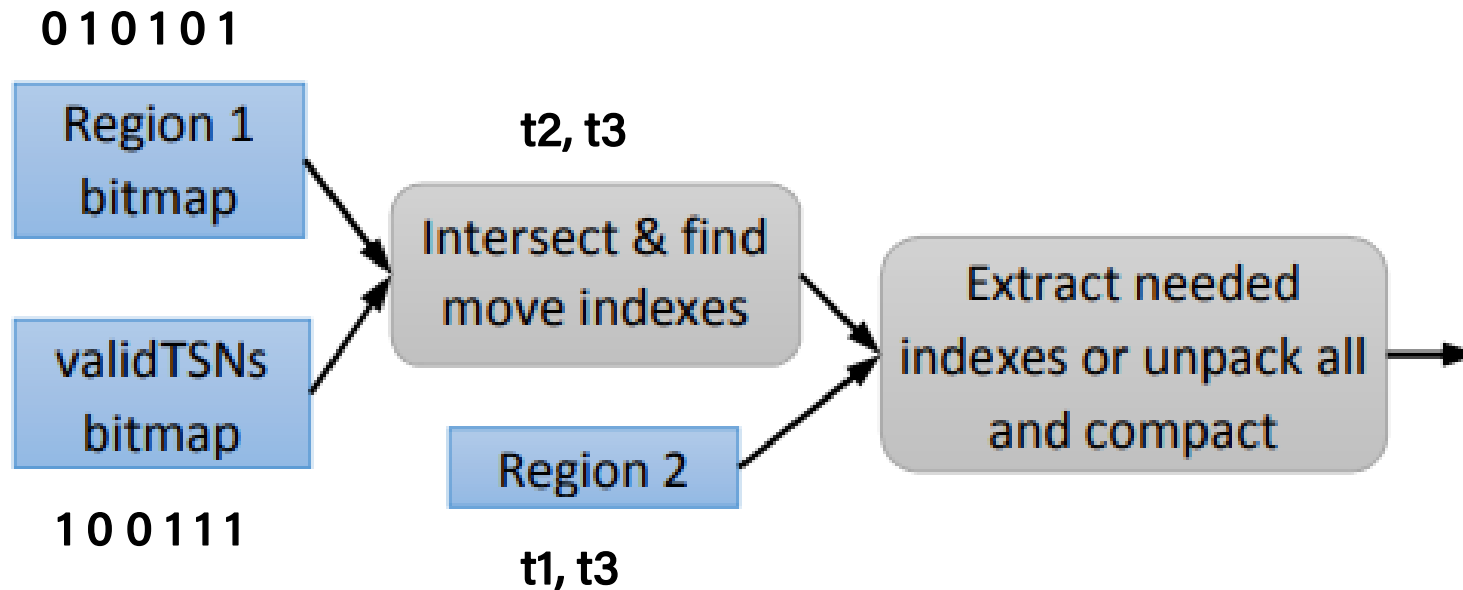 0 1 0 1 0 1
Region 1
bitmap
t2, t3
Intersect & find
move indexes
Extract needed
indexes or unpack all
and compact
validTSNs
bitmap
Region 2
1 0 0 1 1 1
t1, t3